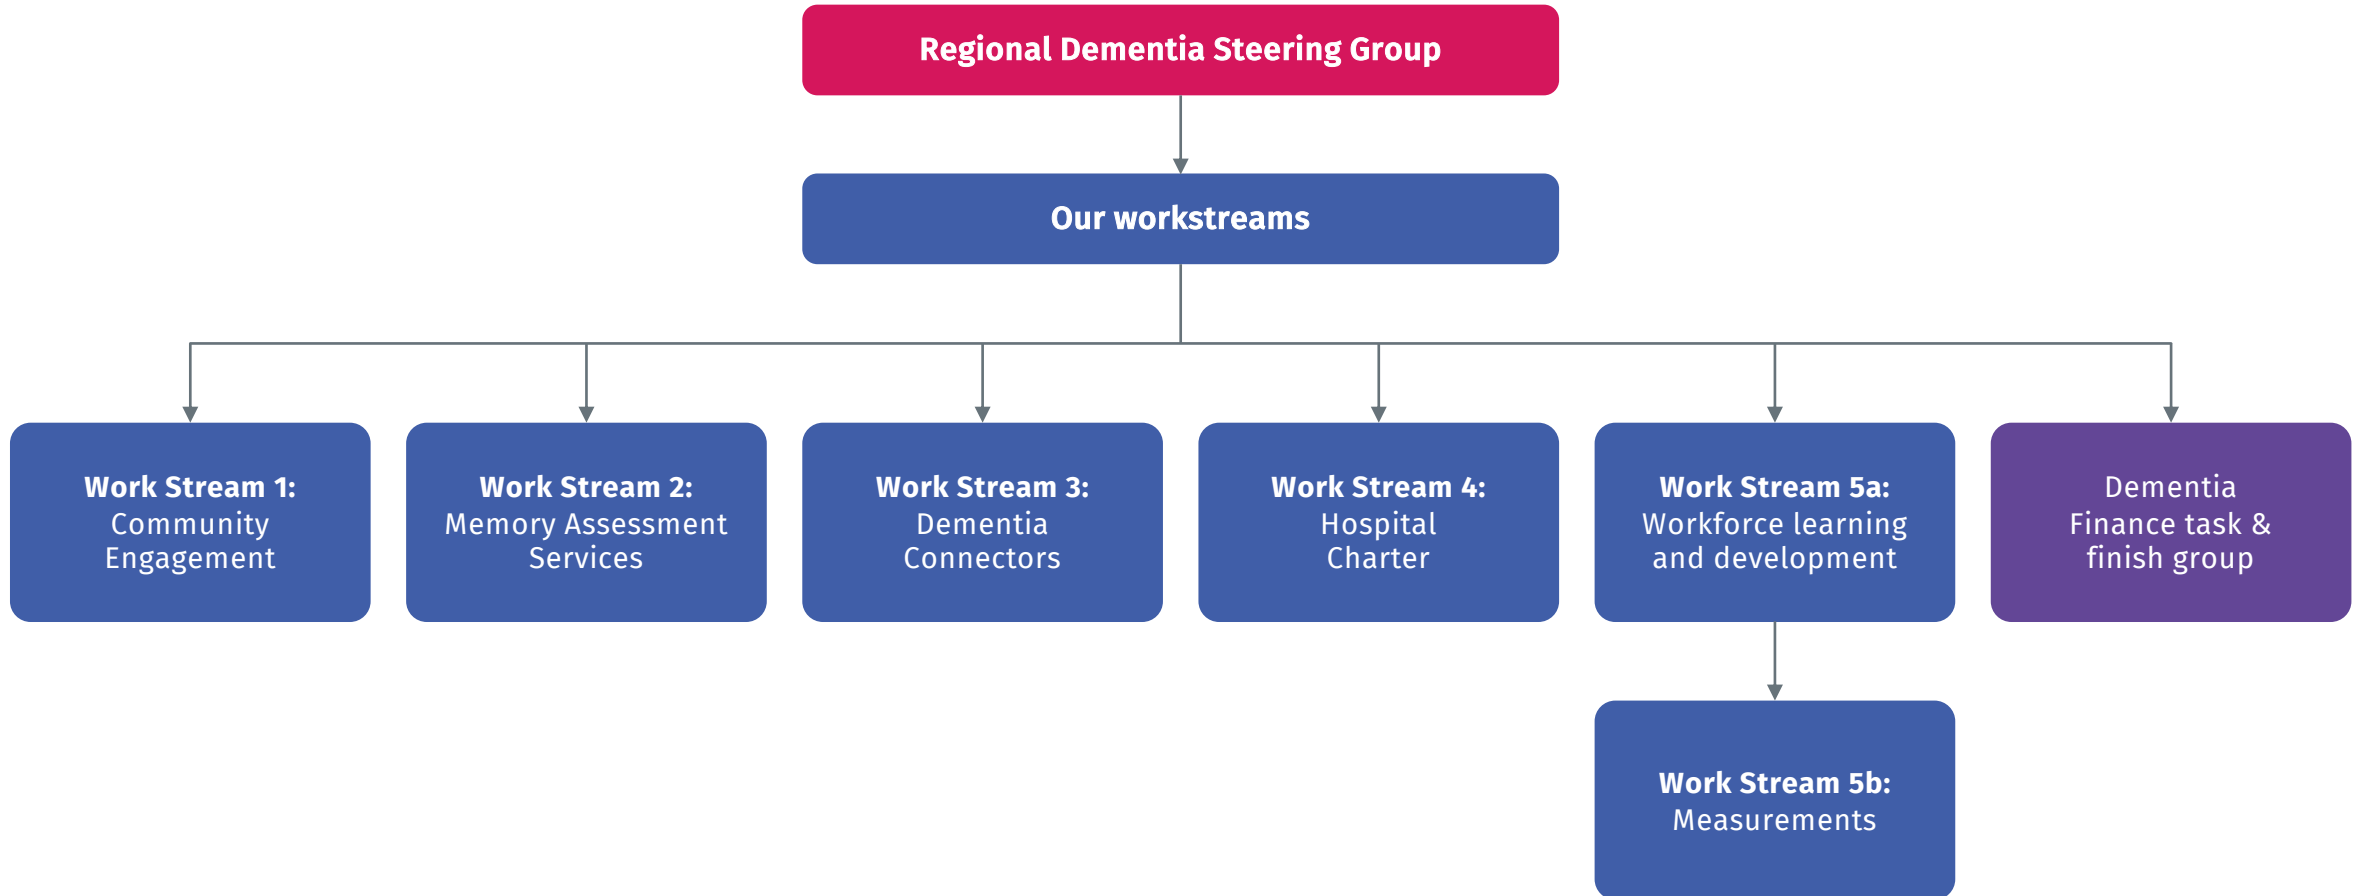 Regional Dementia Steering Group
Our workstreams
Work Stream 1:
Community
Engagement
Work Stream 2:
Memory Assessment
Services
Work Stream 3:
Dementia
Connectors
Work Stream 4:
Hospital
Charter
Work Stream 5a:
Workforce learning
and development
Dementia
Finance task &
finish group
Work Stream 5b:
Measurements